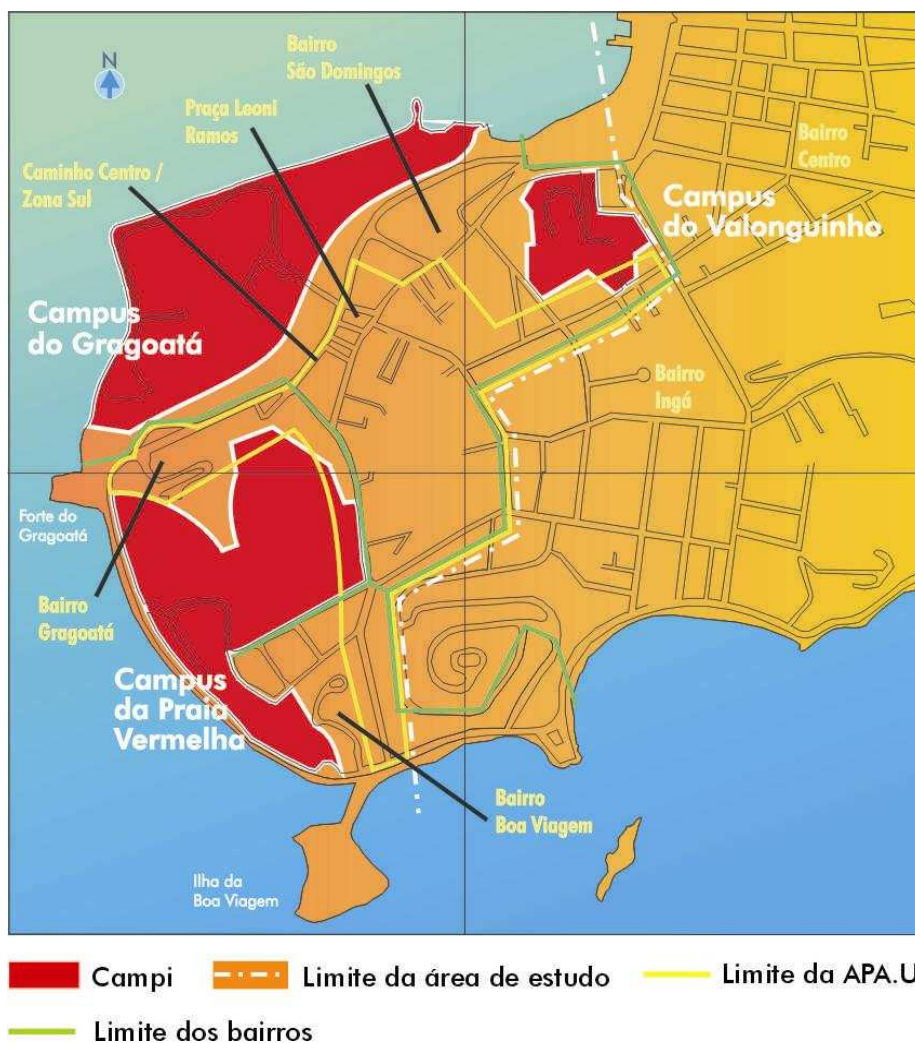 N
Bairro
São Domingos
Praça Leoni
Ramos
Caminho Centro /
Zona Sul
Bairro
Centro
Campus
do Valonguinho
Campus
do Gragoatá
Bairro
Ingá
Forte do
Gragoatá
Bairro
Gragoatá
Campus
da Praia
Vermelha
Bairro
Boa Viagem
Ilha da
Boa Viagem
Campi
Limite da área de estudo
Limite da APA.U
Limite dos bairros